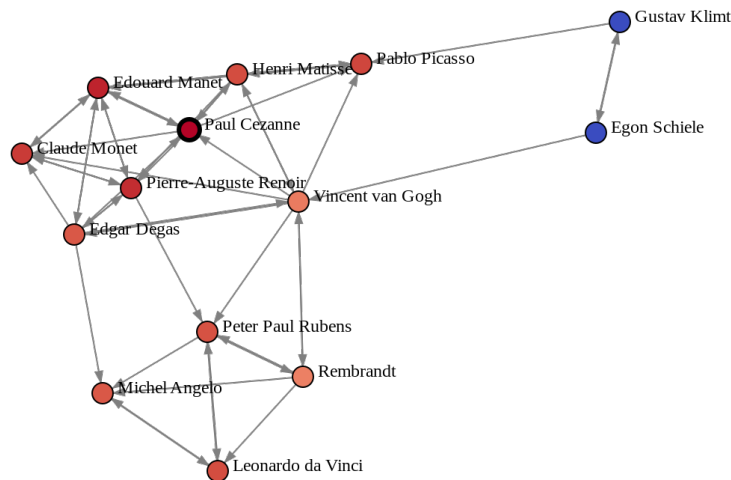 Gustav Klimt
Pablo Picasso
Henri Matisse
Edouard Manet
Paul Cezanne
Egon Schiele
Claude Monet
Pierre-Auguste Renoir
Vincent van Gogh
Edgar Degas
Peter Paul Rubens
Rembrandt
Michel Angelo
Leonardo da Vinci